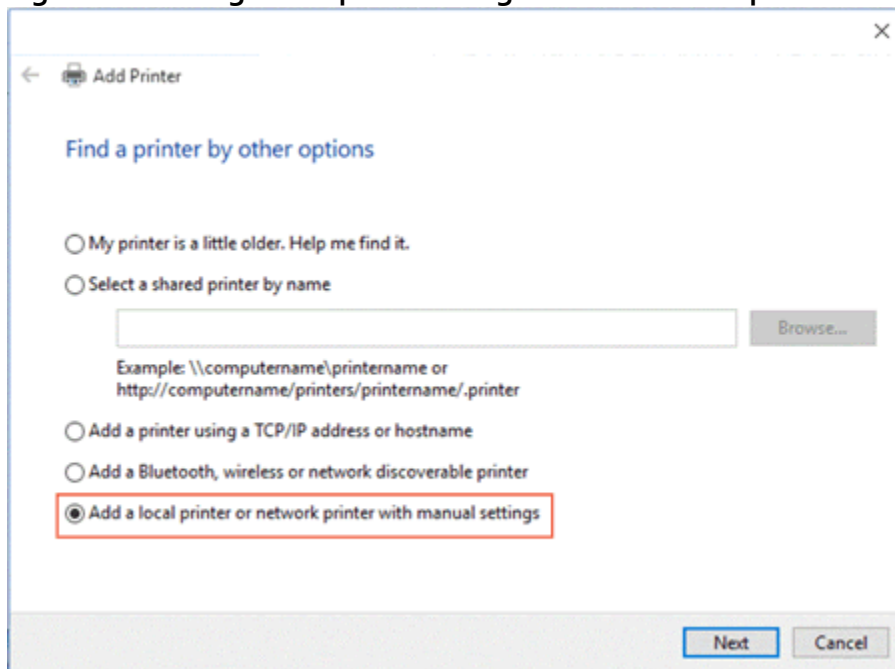 Add Printer
Find a printer by other options
My printer is a little older. Help me find it.
Select a shared printer by name
Browse...
Example: \\computername\printername or
http://computername/printers/printername/.printer
Add a printer using a TCP/IP address or hostname
Add a Bluetooth, wireless or network discoverable printer
Add a local printer or network printer with manual settings
Next
Cancel